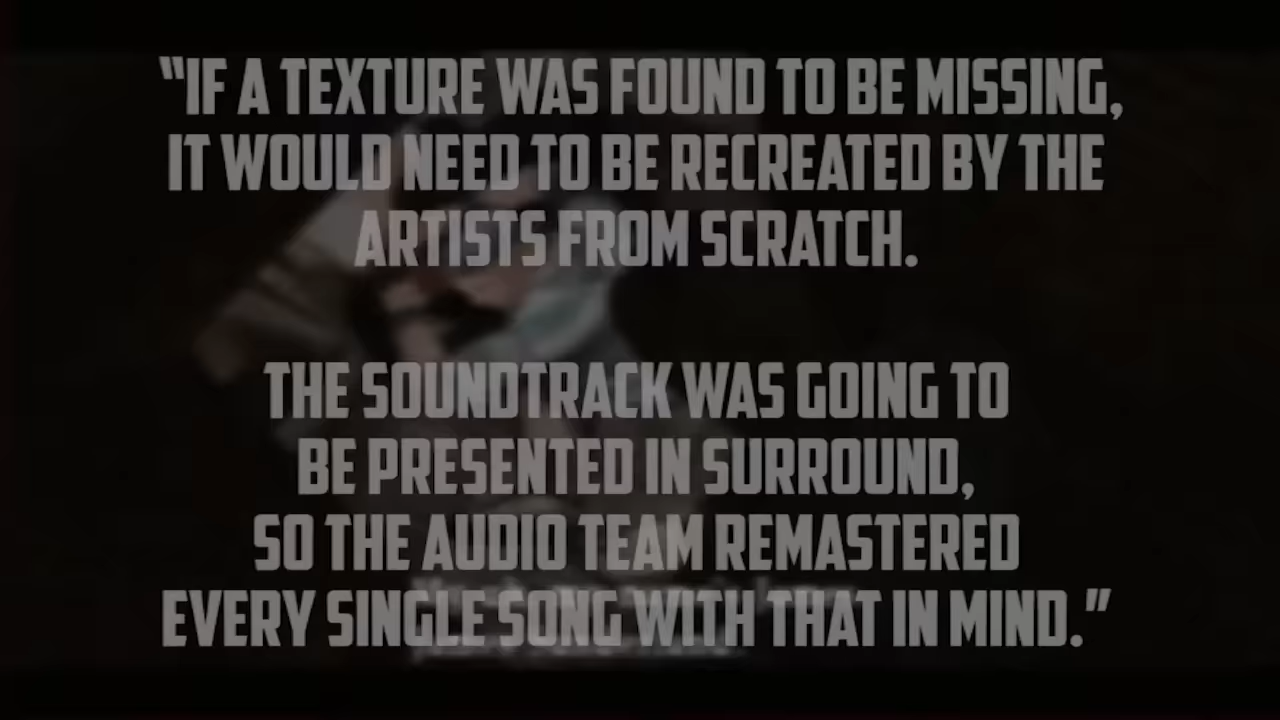 “IF A TEXTURE WAS FOUND TO BE MISSING,
IT WOULD NEED TO BE RECREATED BY THE
ARTISTS FROM SCRATCH.
THE SOUNDTRACK WAS GOING TO
BE PRESENTED IN SURROUND,
SO THE AUDIO TEAM REMASTERED
EVERY SINGLE SONG WITH THAT IN MIND.”